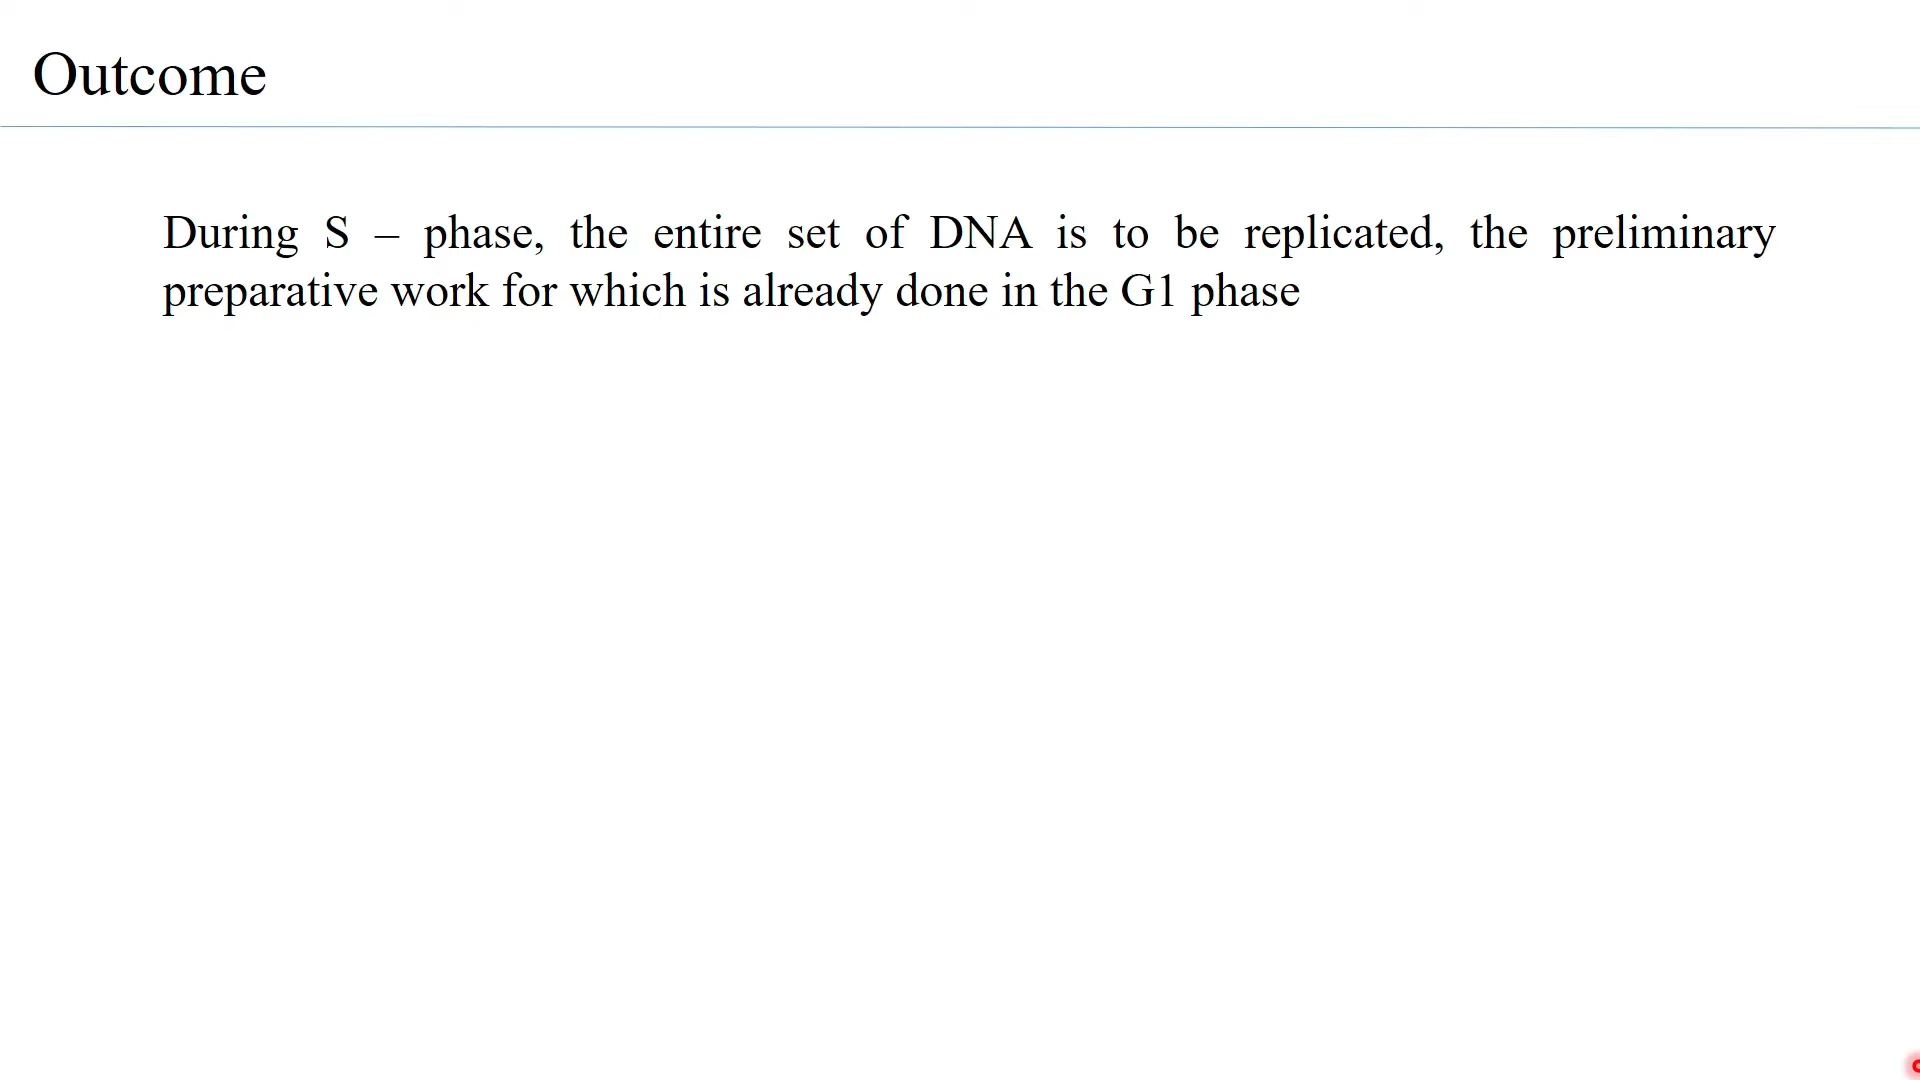 Outcome
During S – phase, the entire set of DNA is to be replicated, the preliminary
preparative work for which is already done in the G1 phase